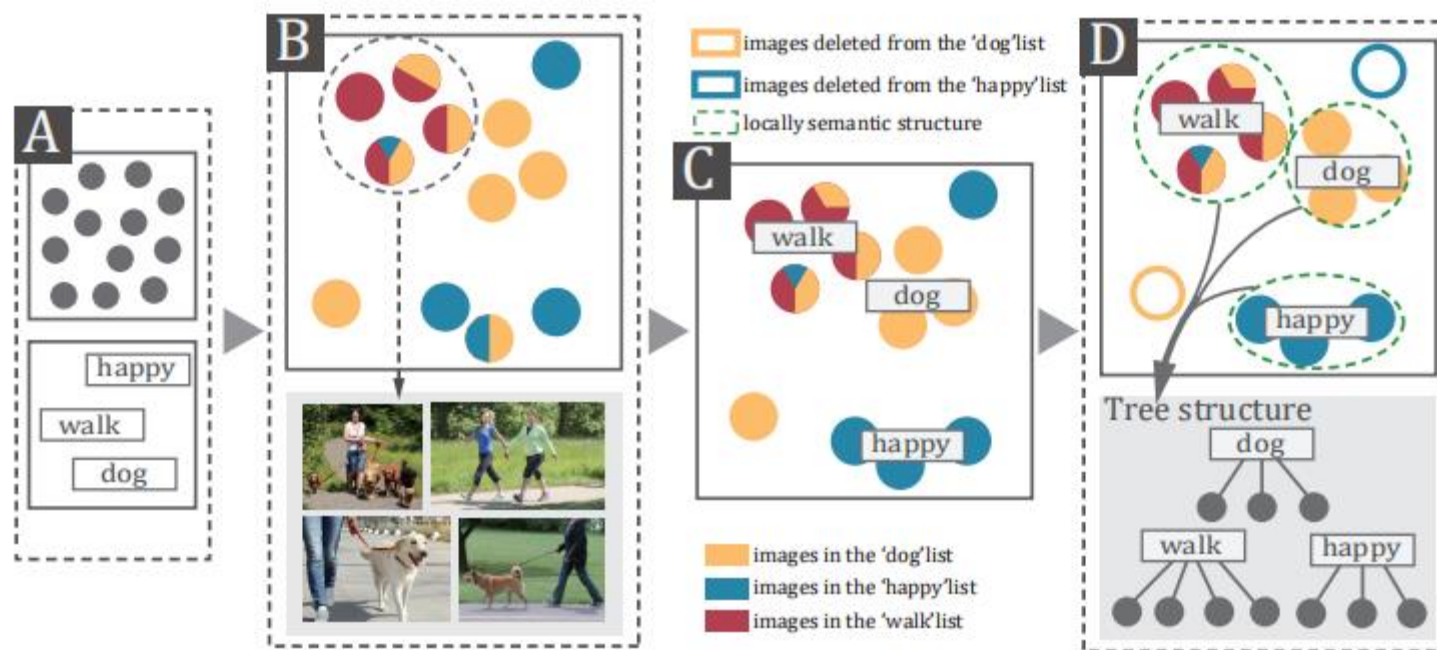 A
happy
walk
dog
B
images deleted from the 'dog'list
images deleted from the 'happy'list
locally semantic structure
C
walk
dog
happy
images in the 'dog'list
images in the 'happy'list
images in the 'walk'list
D
walk
dog
happy
Tree structure
dog
walk
happy